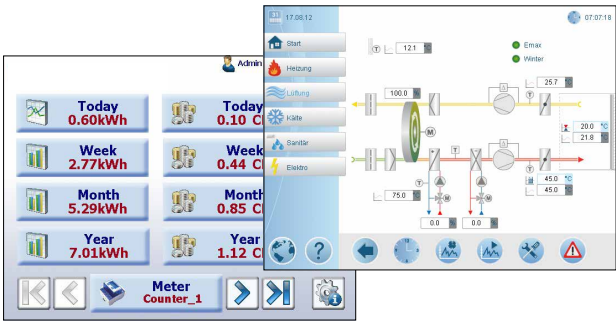 Admin
Today
0.60kWh
Week
2.77kWh
Month
5.29kWh
Year
7.01kWh
Today
0.10 C
Week
0.44 C
Month
0.85 C
Year
1.12 C
Meter
Counter_1
31
17.08.12
07:07:18
Start
Heizung
Lüftung
Kälte
Sanitär
Elektro
T
12.1 °C
Emax
Winter
25.7 °C
100.0 %
M
20.0 °C
21.8 °C
T
T
T
45.0 °C
45.0 °C
75.0 %
M
M
0.0 %
0.0 %
?